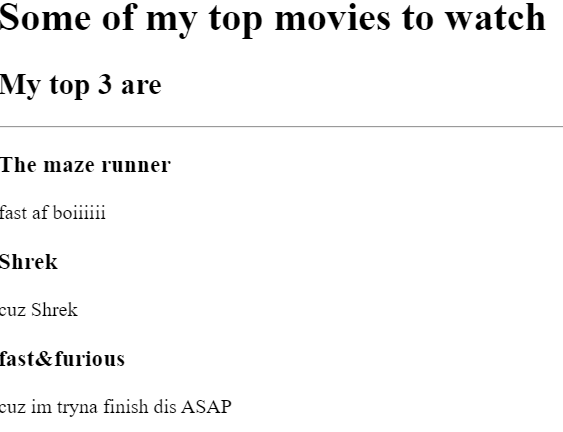 Some of my top movies to watch
My top 3 are
The maze runner
fast af boiiiiii
Shrek
cuz Shrek
fast&furious
cuz im tryna finish dis ASAP